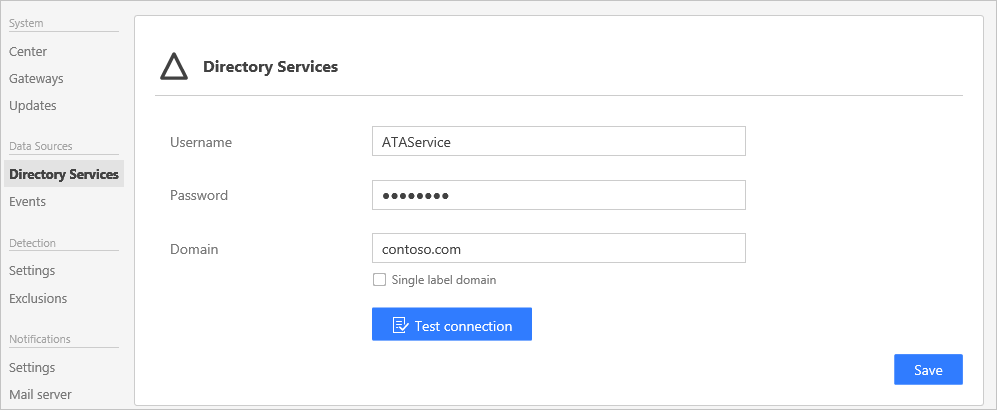 System
Center
Gateways
Updates
Data Sources
Directory Services
Events
Detection
Settings
Exclusions
Notifications
Settings
Mail server
Directory Services
Username
ATAService
Password
●●●●●●●●
Domain
contoso.com
Single label domain
Test connection
Save